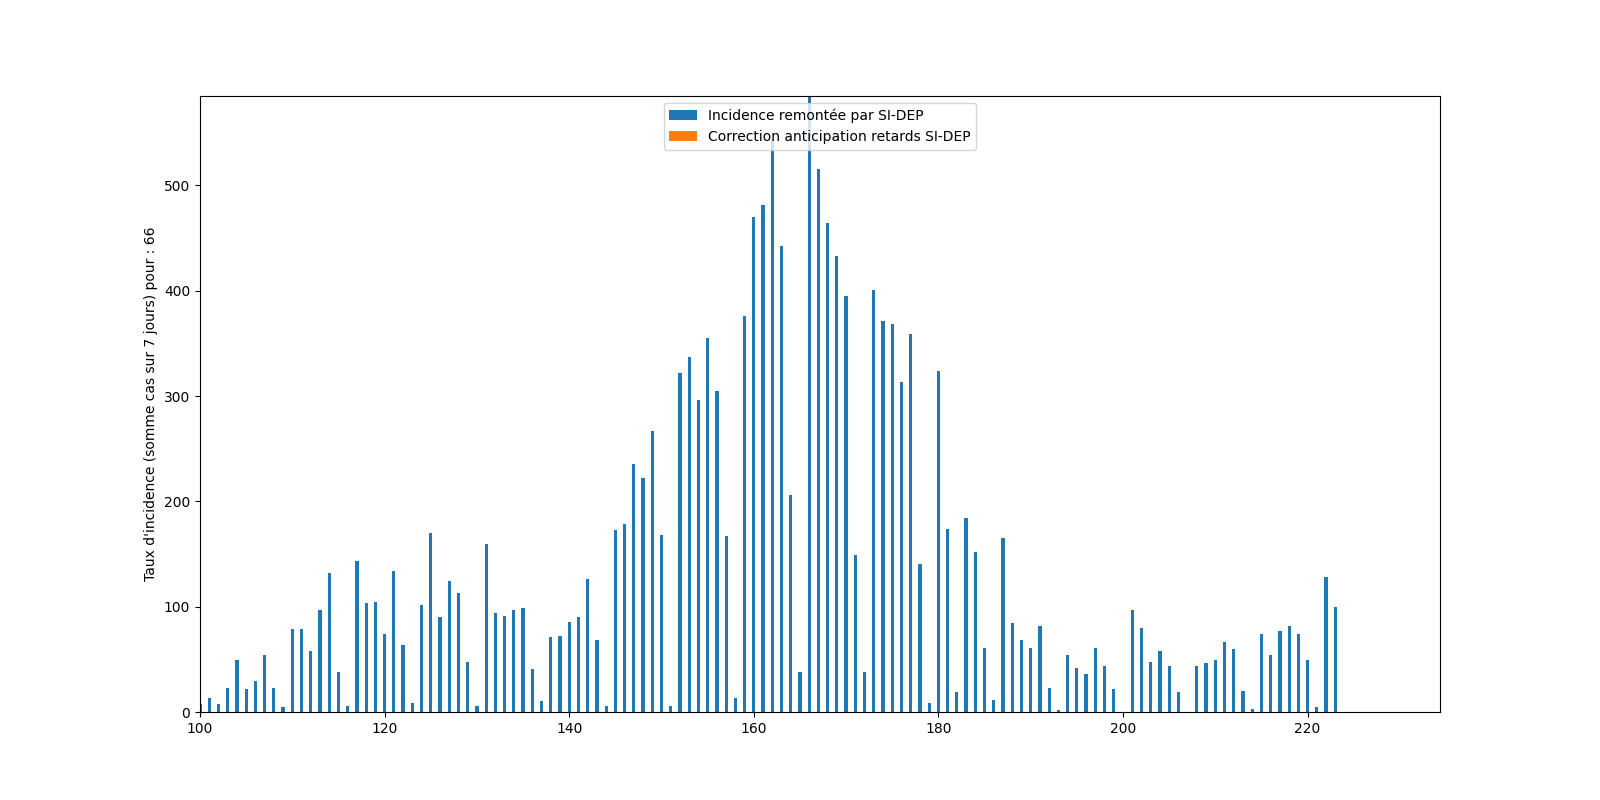 Incidence remontée par SI-DEP
Correction anticipation retards SI-DEP
Taux d'incidence (somme cas sur 7 jours) pour : 66
500
400
300
200
100
0
100 120 140 160 180 200 220